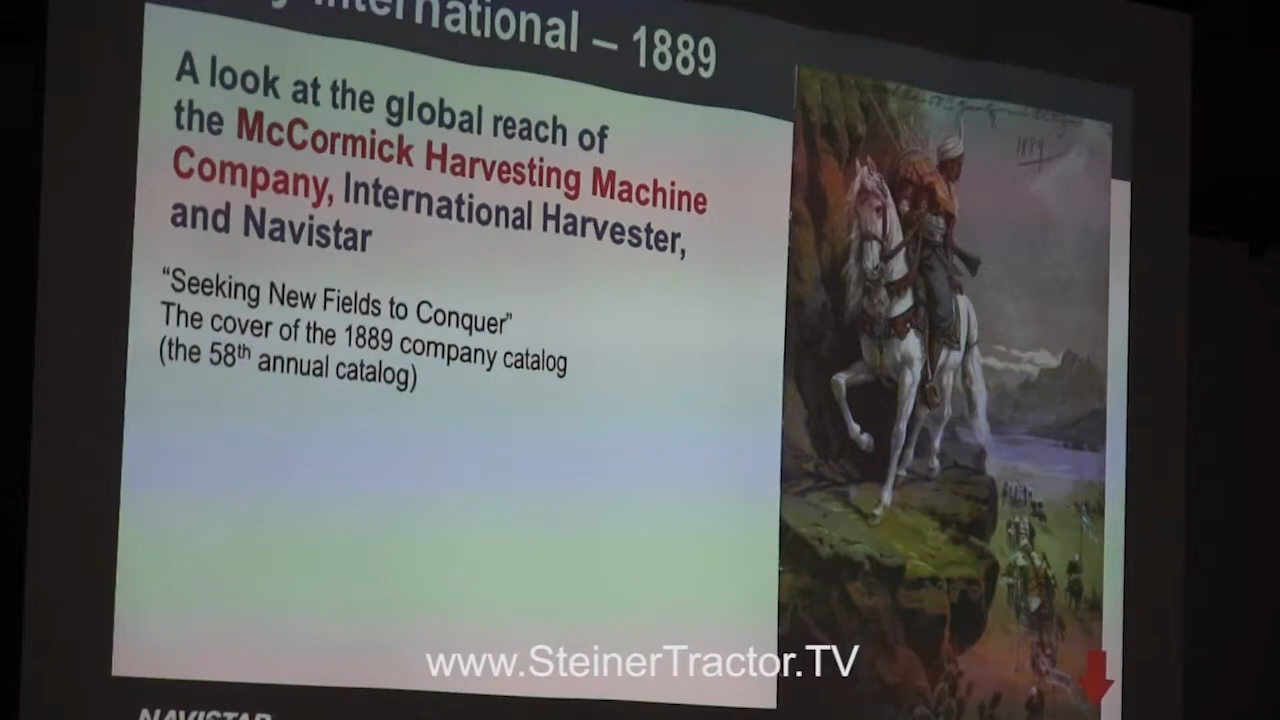 International – 1889
A look at the global reach of
the McCormick Harvesting Machine
Company, International Harvester,
and Navistar
“Seeking New Fields to Conquer”
The cover of the 1889 company catalog
(the 58th annual catalog)
1889
www.SteinerTractor.TV
NAVISTAR